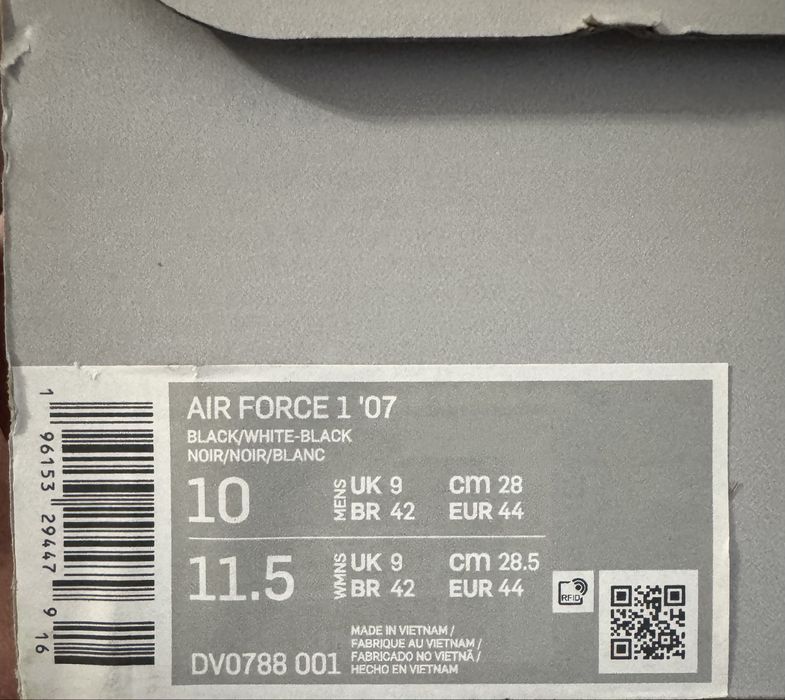 1 96153 29447 9 16
AIR FORCE 1 '07
BLACK/WHITE-BLACK
NOIR/NOIR/BLANC
10 MENS UK 9 cm 28
BR 42 EUR 44
11.5 WMNS UK 9 cm 28.5
BR 42 EUR 44
RFID
DV0788 001
MADE IN VIETNAM /
FABRIQUE AU VIETNAM /
FABRICADO NO VIETNÃ /
HECHO EN VIETNAM